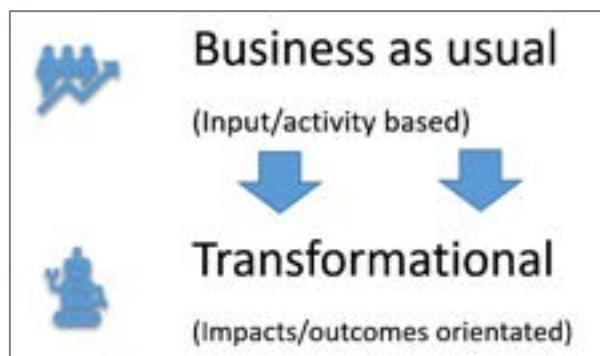 Business as usual
(Input/activity based)
Transformational
(Impacts/outcomes orientated)